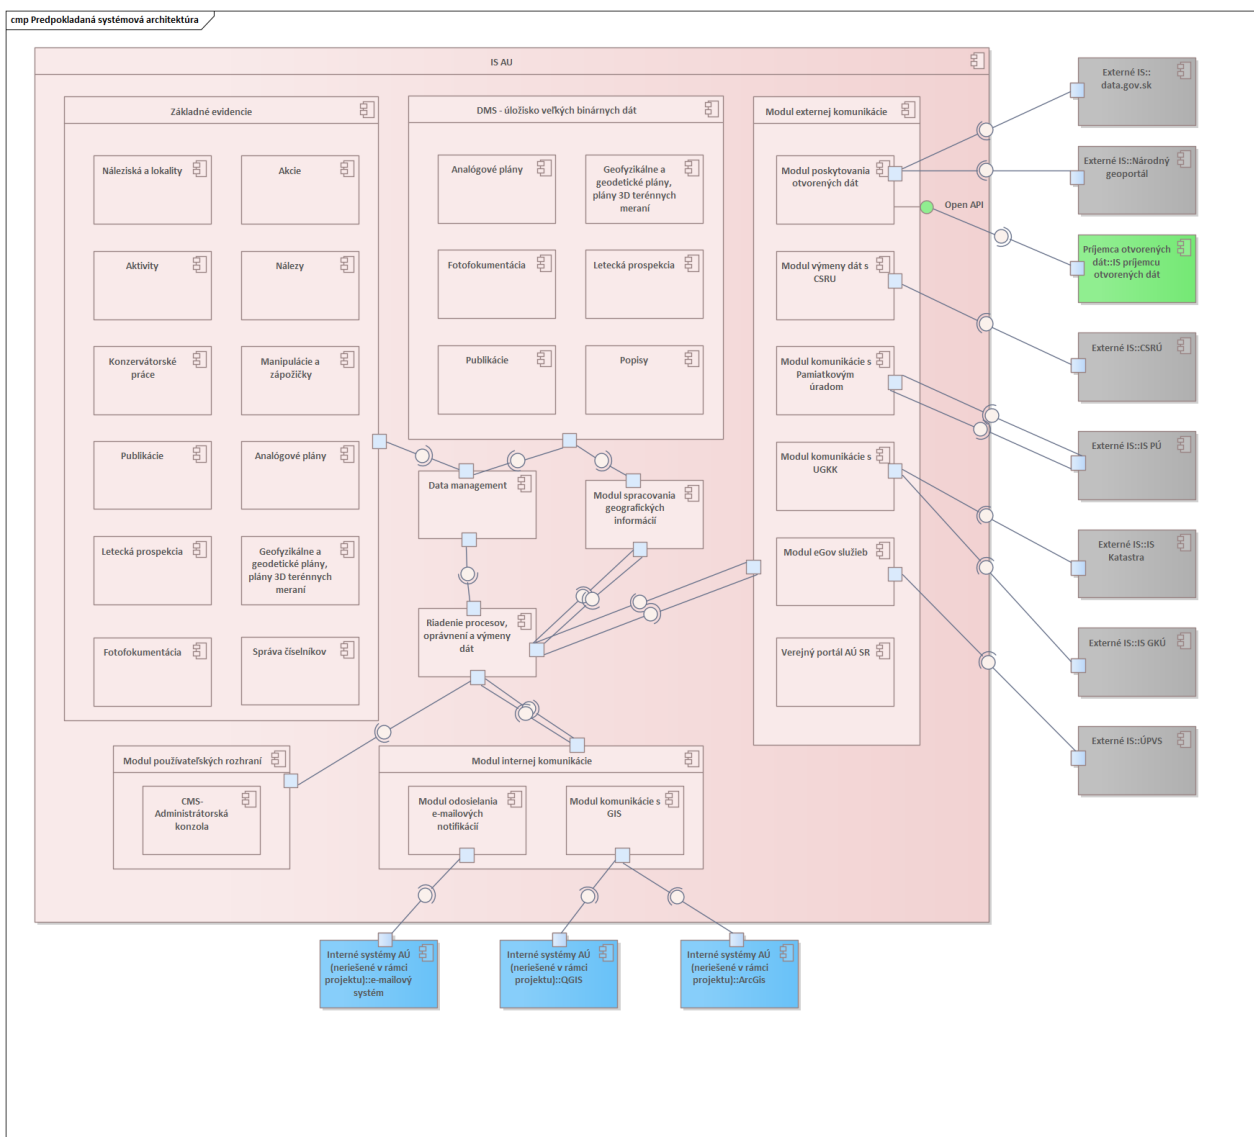 cmp Predpokladaná systémová architektúra
IS AU
Základné evidencie
Náleziská a lokality
Akcie
Aktivity
Nálezy
Konzervátorské
práce
Manipulácie a
zápožičky
Publikácie
Analógové plány
Letecká prospekcia
Geofyzikálne a
geodetické plány,
plány 3D terénnych
meraní
Fotofokumentácia
Správa číselníkov
DMS - úložisko veľkých binárnych dát
Analógové plány
Geofyzikálne a
geodetické plány,
plány 3D terénnych
meraní
Fotofokumentácia
Letecká prospekcia
Publikácie
Popisy
Data management
Modul spracovania
geografických
informácií
Riadenie procesov,
oprávnení a výmeny
dát
Modul externej komunikácie
Modul poskytovania
otvorených dát
Open API
Modul výmeny dát s
CSRU
Modul komunikácie s
Pamiatkovým
úradom
Modul komunikácie s
UGKK
Modul eGov služieb
Verejný portál AÚ SR
Modul používateľských rozhraní
CMS-
Administrátorská
konzola
Modul internej komunikácie
Modul odosielania
e-mailových
notifikácií
Modul komunikácie s
GIS
Externé IS::
data.gov.sk
Externé IS::Národný
geoportál
Príjemca otvorených
dát::IS príjemcu
otvorených dát
Externé IS::CSRÚ
Externé IS::IS PÚ
Externé IS::IS
Katastra
Externé IS::IS GKÚ
Externé IS::ÚPVS
Interné systémy AÚ
(neriešené v rámci
projektu)::e-mailový
systém
Interné systémy AÚ
(neriešené v rámci
projektu)::QGIS
Interné systémy AÚ
(neriešené v rámci
projektu)::ArcGis